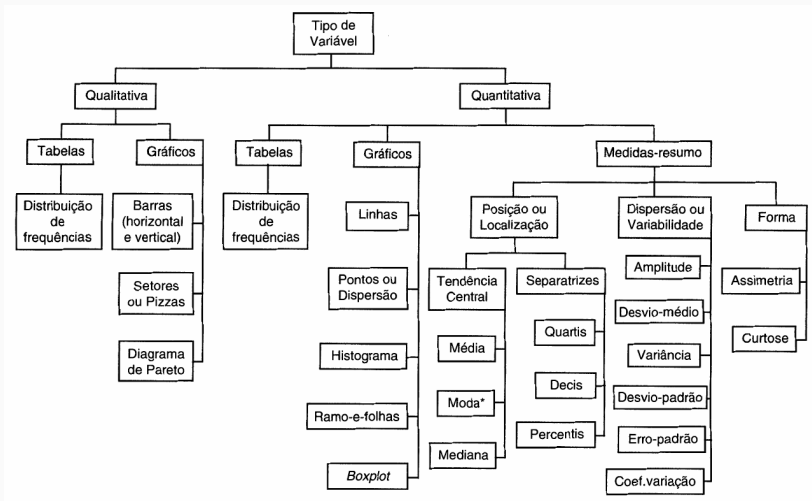 Tipo de
Variável
Qualitativa
Quantitativa
Tabelas
Gráficos
Tabelas
Gráficos
Medidas-resumo
Distribuição
de
frequências
Barras
(horizontal
e vertical)
Setores
ou Pizzas
Diagrama
de Pareto
Distribuição
de
frequências
Linhas
Pontos ou
Dispersão
Histograma
Ramo-e-folhas
Boxplot
Posição ou
Localização
Dispersão ou
Variabilidade
Forma
Tendência
Central
Separatrizes
Média
Moda*
Mediana
Quartis
Decis
Percentis
Amplitude
Desvio-médio
Variância
Desvio-padrão
Erro-padrão
Coef.variação
Assimetria
Curtose